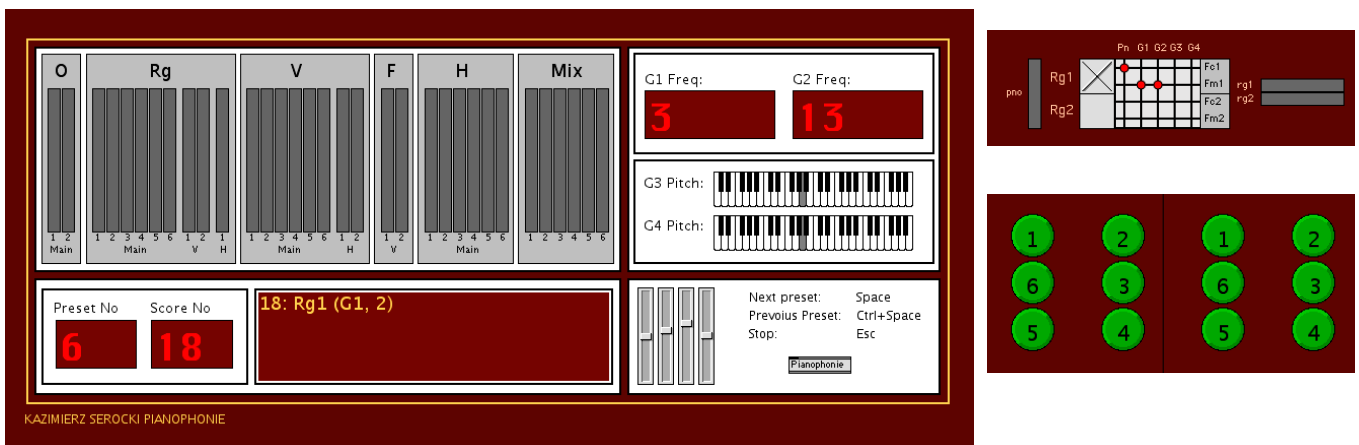 O Rg V F H Mix
1 2 1 2 3 4 5 6 1 2 1 1 2 3 4 5 6 1 2 1 2 1 2 3 4 5 6 1 2 3 4 5 6
Main Main V H Main H V Main
G1 Freq: G2 Freq:
3 13
G3 Pitch:
G4 Pitch:
Preset No Score No
6 18
18: Rg1 (G1, 2)
Next preset: Space
Prevoius Preset: Ctrl+Space
Stop: Esc
Pianophonie
KAZIMIERZ SEROCKI PIANOPHONIE
Pn G1 G2 G3 G4
pno
Rg1
Rg2
Fc1
Fm1
Fc2
Fm2
rg1
rg2
1 2 1 2
6 3 6 3
5 4 5 4